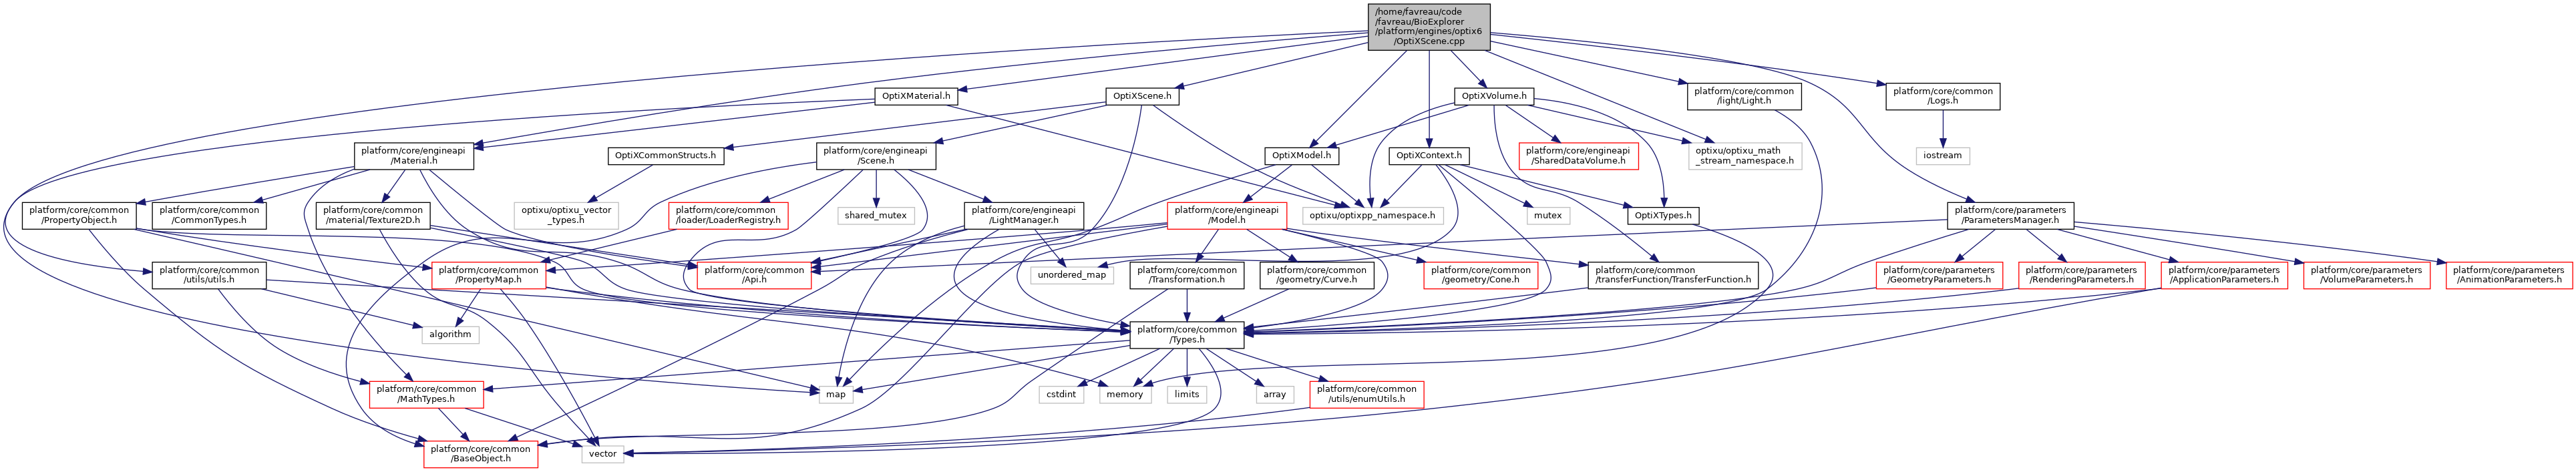 /home/favreau/code
/favreau/BioExplorer
/platform/engines/optix6
/OptiXScene.cpp
OptiXMaterial.h
OptiXScene.h
OptiXVolume.h
platform/core/common
/light/Light.h
platform/core/common
/Logs.h
platform/core/engineapi
/Material.h
OptiXCommonStructs.h
platform/core/engineapi
/Scene.h
OptiXModel.h
OptiXContext.h
platform/core/engineapi
/SharedDataVolume.h
optixu/optixu_math
_stream_namespace.h
iostream
platform/core/common
/PropertyObject.h
platform/core/common
/CommonTypes.h
platform/core/common
/material/Texture2D.h
optixu/optixu_vector
_types.h
platform/core/common
/loader/LoaderRegistry.h
shared_mutex
platform/core/engineapi
/LightManager.h
platform/core/engineapi
/Model.h
optixu/optixpp_namespace.h
mutex
OptiXTypes.h
platform/core/parameters
/ParametersManager.h
platform/core/common
/utils/utils.h
platform/core/common
/PropertyMap.h
platform/core/common
/Api.h
unordered_map
platform/core/common
/Transformation.h
platform/core/common
/geometry/Curve.h
platform/core/common
/geometry/Cone.h
platform/core/common
/transferFunction/TransferFunction.h
platform/core/parameters
/GeometryParameters.h
platform/core/parameters
/RenderingParameters.h
platform/core/parameters
/ApplicationParameters.h
platform/core/parameters
/VolumeParameters.h
platform/core/parameters
/AnimationParameters.h
algorithm
platform/core/common
/Types.h
platform/core/common
/MathTypes.h
map
cstdint
memory
limits
array
platform/core/common
/utils/enumUtils.h
platform/core/common
/BaseObject.h
vector